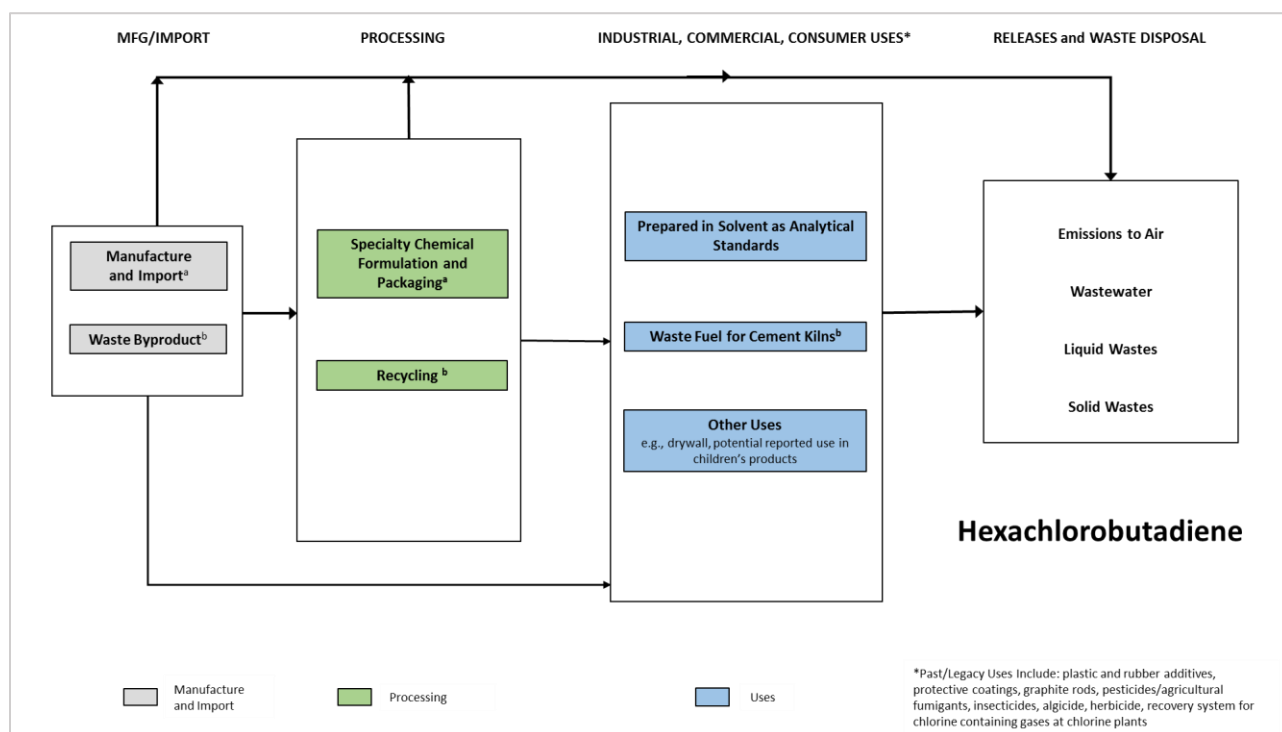 MFG/IMPORT
PROCESSING
INDUSTRIAL, COMMERCIAL, CONSUMER USES*
RELEASES and WASTE DISPOSAL
Manufacture
and Importᵃ
Waste Byproductᵇ
Specialty Chemical
Formulation and
Packagingᵃ
Recycling ᵇ
Prepared in Solvent as Analytical
Standards
Waste Fuel for Cement Kilnsᵇ
Other Uses
e.g., drywall, potential reported use in
children's products
Emissions to Air
Wastewater
Liquid Wastes
Solid Wastes
Hexachlorobutadiene
Manufacture
and Import
Processing
Uses
*Past/Legacy Uses Include: plastic and rubber additives,
protective coatings, graphite rods, pesticides/agricultural
fumigants, insecticides, algicide, herbicide, recovery system for
chlorine containing gases at chlorine plants